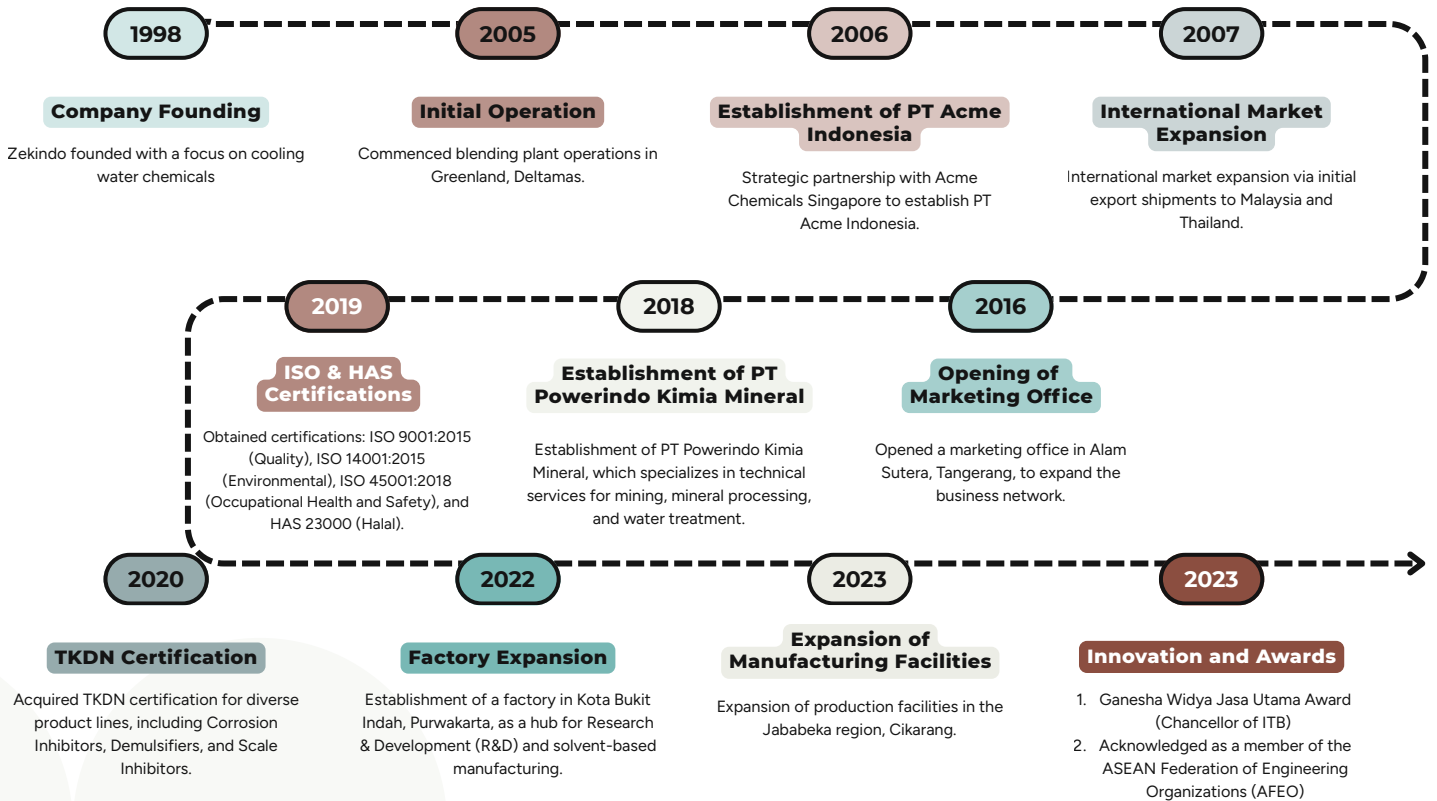 1998
Company Founding
Zekindo founded with a focus on cooling
water chemicals
2005
Initial Operation
Commenced blending plant operations in
Greenland, Deltamas.
2006
Establishment of PT Acme
Indonesia
Strategic partnership with Acme
Chemicals Singapore to establish PT
Acme Indonesia.
2007
International Market
Expansion
International market expansion via initial
export shipments to Malaysia and
Thailand.
2016
Opening of
Marketing Office
Opened a marketing office in Alam
Sutera, Tangerang, to expand the
business network.
2018
Establishment of PT
Powerindo Kimia Mineral
Establishment of PT Powerindo Kimia
Mineral, which specializes in technical
services for mining, mineral processing,
and water treatment.
2019
ISO & HAS
Certifications
Obtained certifications: ISO 9001:2015
(Quality), ISO 14001:2015
(Environmental), ISO 45001:2018
(Occupational Health and Safety), and
HAS 23000 (Halal).
2020
TKDN Certification
Acquired TKDN certification for diverse
product lines, including Corrosion
Inhibitors, Demulsifiers, and Scale
Inhibitors.
2022
Factory Expansion
Establishment of a factory in Kota Bukit
Indah, Purwakarta, as a hub for Research
& Development (R&D) and solvent-based
manufacturing.
2023
Expansion of
Manufacturing Facilities
Expansion of production facilities in the
Jababeka region, Cikarang.
2023
Innovation and Awards
1. Ganesha Widya Jasa Utama Award
(Chancellor of ITB)
2. Acknowledged as a member of the
ASEAN Federation of Engineering
Organizations (AFEO)